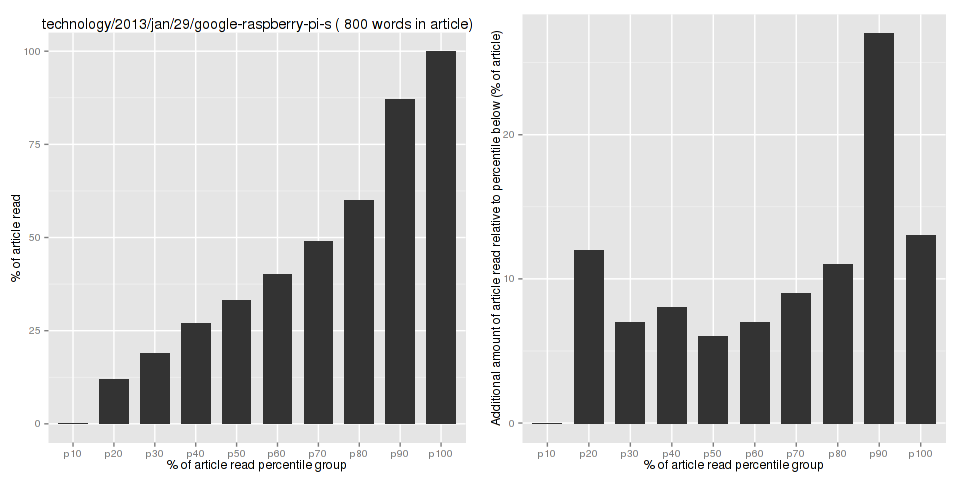 technology/2013/jan/29/google-raspberry-pi-s ( 800 words in article)
% of article read
100
75
50
25
0
p10 p20 p30 p40 p50 p60 p70 p80 p90 p100
% of article read percentile group
Additional amount of article read relative to percentile below (% of article)
20
10
0
p10 p20 p30 p40 p50 p60 p70 p80 p90 p100
% of article read percentile group